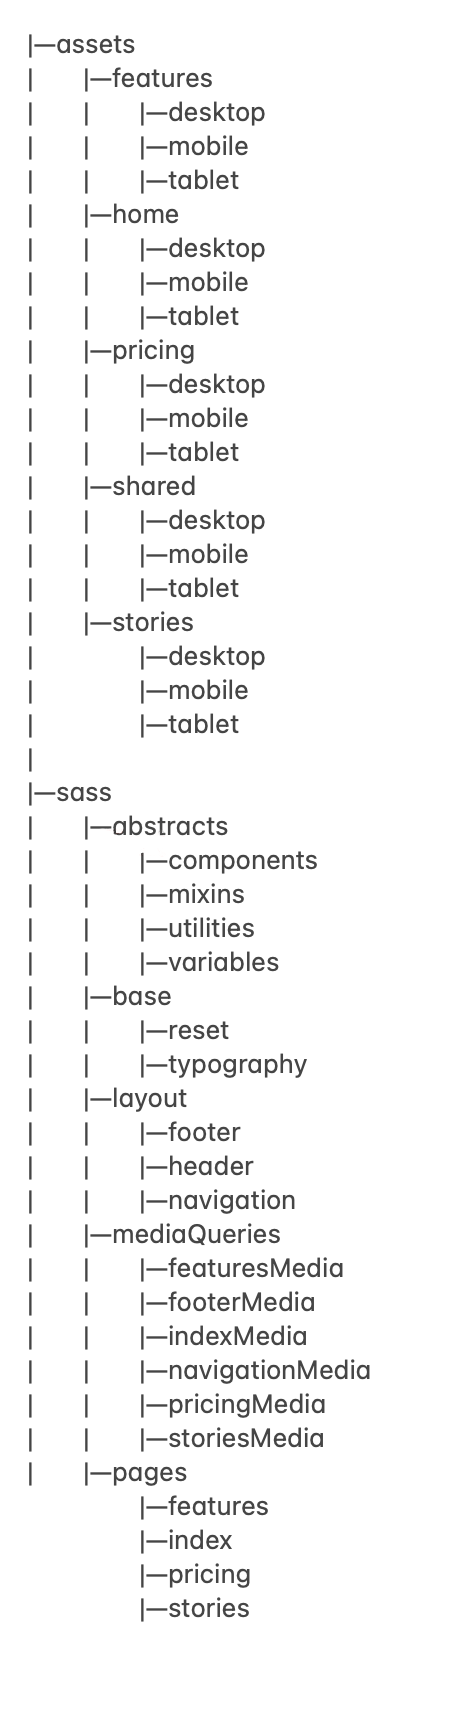 |—assets
|	|—features
|	|	|—desktop
|	|	|—mobile
|	|	|—tablet
|	|—home
|	|	|—desktop
|	|	|—mobile
|	|	|—tablet
|	|—pricing
|	|	|—desktop
|	|	|—mobile
|	|	|—tablet
|	|—shared
|	|	|—desktop
|	|	|—mobile
|	|	|—tablet
|	|—stories
|		|—desktop
|		|—mobile
|		|—tablet
|
|—sass
|	|—abstracts
|	|	|—components
|	|	|—mixins
|	|	|—utilities
|	|	|—variables
|	|—base
|	|	|—reset
|	|	|—typography
|	|—layout
|	|	|—footer
|	|	|—header
|	|	|—navigation
|	|—mediaQueries
|	|	|—featuresMedia
|	|	|—footerMedia
|	|	|—indexMedia
|	|	|—navigationMedia
|	|	|—pricingMedia
|	|	|—storiesMedia
|	|—pages
		|—features
		|—index
		|—pricing
		|—stories